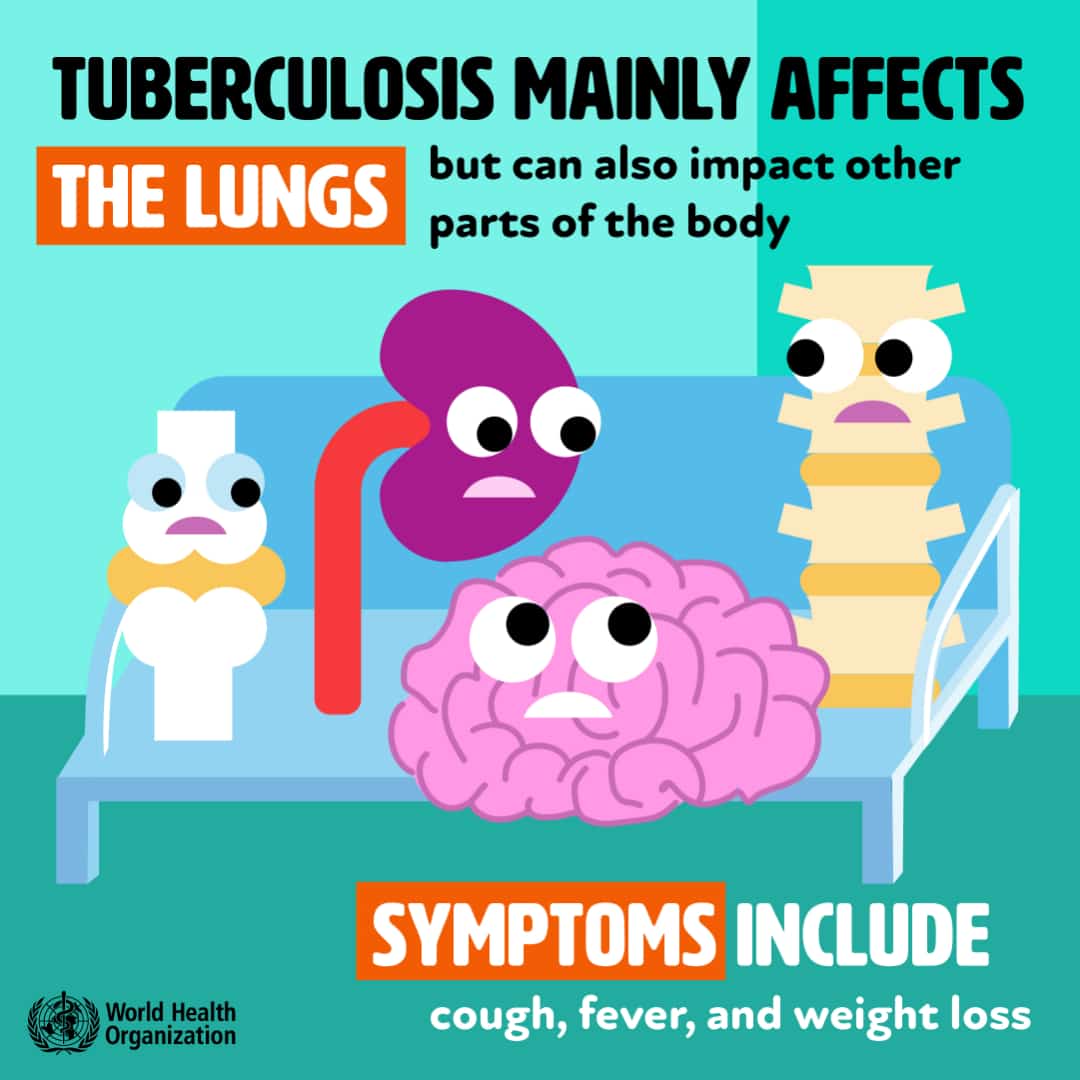 TUBERCULOSIS MAINLY AFFECTS
THE LUNGS
but can also impact other
parts of the body
SYMPTOMS INCLUDE
cough, fever, and weight loss
World Health
Organization